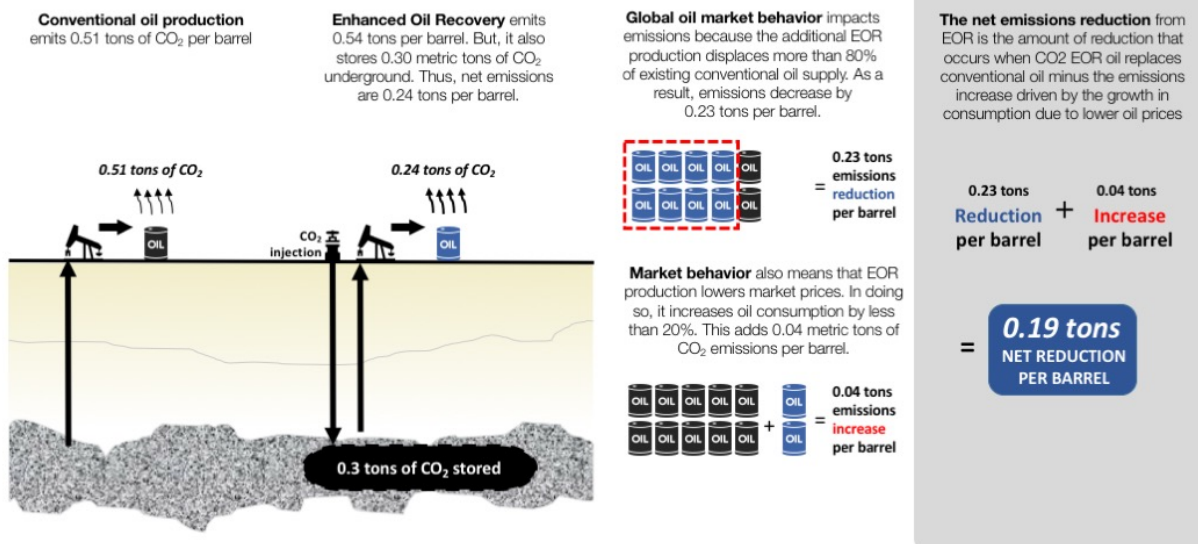 Conventional oil production
emits 0.51 tons of CO₂ per barrel
Enhanced Oil Recovery emits
0.54 tons per barrel. But, it also
stores 0.30 metric tons of CO₂
underground. Thus, net emissions
are 0.24 tons per barrel.
0.51 tons of CO₂
OIL
0.24 tons of CO₂
OIL
CO₂
injection
0.3 tons of CO₂ stored
Global oil market behavior impacts
emissions because the additional EOR
production displaces more than 80%
of existing conventional oil supply. As a
result, emissions decrease by
0.23 tons per barrel.
OIL OIL OIL OIL OIL
OIL OIL OIL OIL OIL
=
0.23 tons
emissions
reduction
per barrel
Market behavior also means that EOR
production lowers market prices. In doing
so, it increases oil consumption by less
than 20%. This adds 0.04 metric tons of
CO₂ emissions per barrel.
OIL OIL OIL OIL OIL OIL
OIL OIL OIL OIL OIL + OIL
=
0.04 tons
emissions
increase
per barrel
The net emissions reduction from
EOR is the amount of reduction that
occurs when CO2 EOR oil replaces
conventional oil minus the emissions
increase driven by the growth in
consumption due to lower oil prices
0.23 tons
Reduction
per barrel
+
0.04 tons
Increase
per barrel
=
0.19 tons
NET REDUCTION
PER BARREL